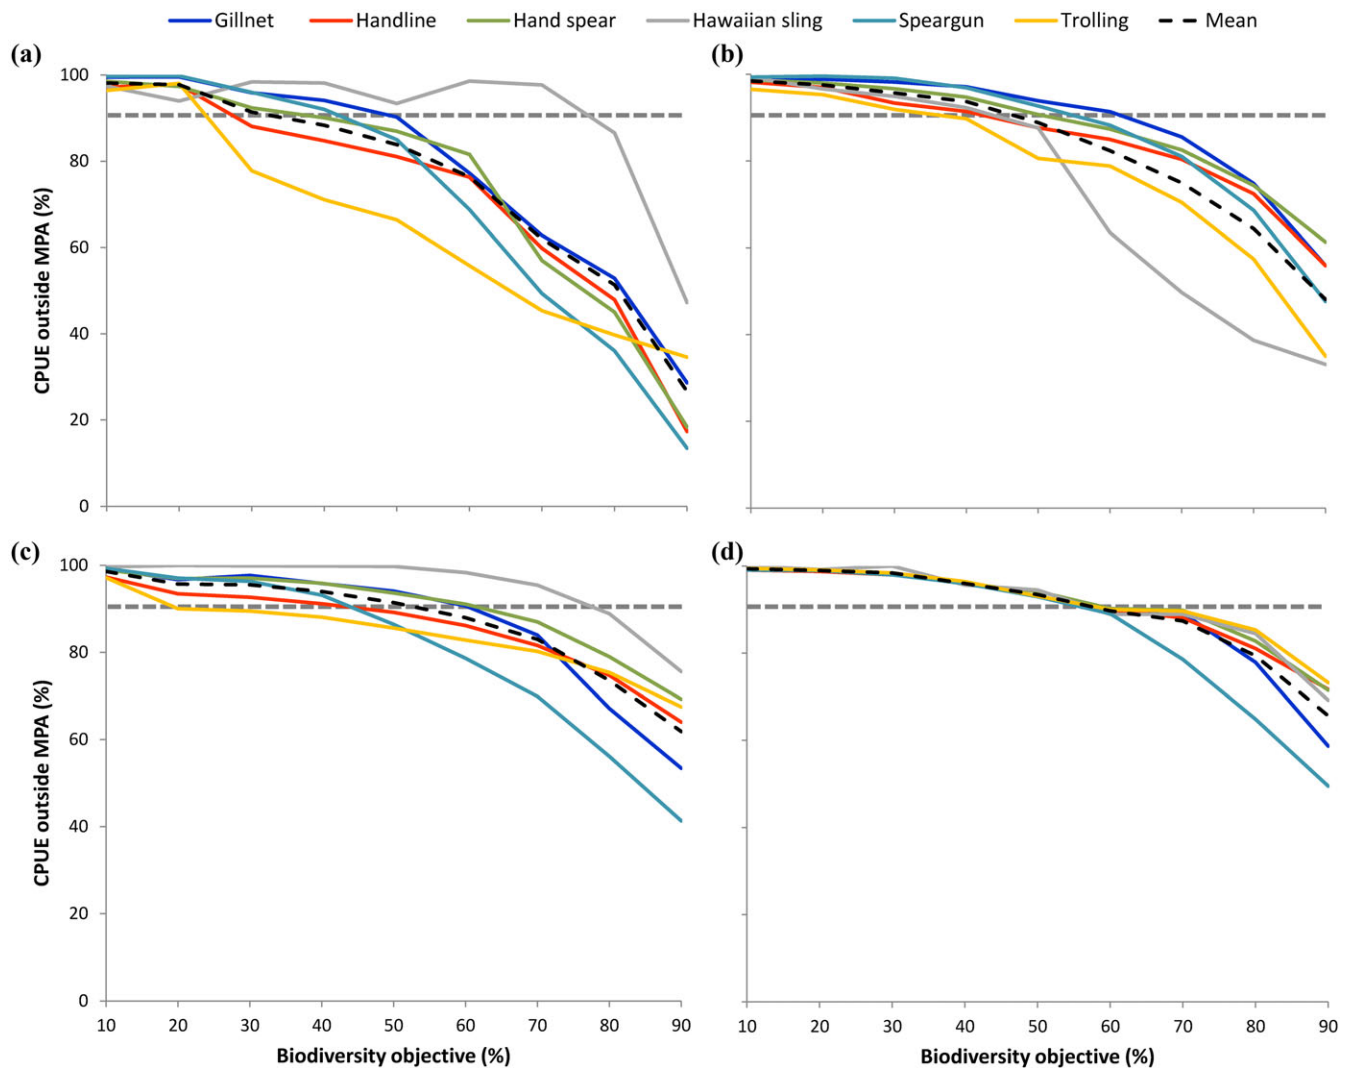 Gillnet Handline Hand spear Hawaiian sling Speargun Trolling Mean
(a) (b)
100
80
60
40
20
0
CPUE outside MPA (%)
(c) (d)
100
80
60
40
20
0
CPUE outside MPA (%)
10 20 30 40 50 60 70 80 90 10 20 30 40 50 60 70 80 90
Biodiversity objective (%) Biodiversity objective (%)